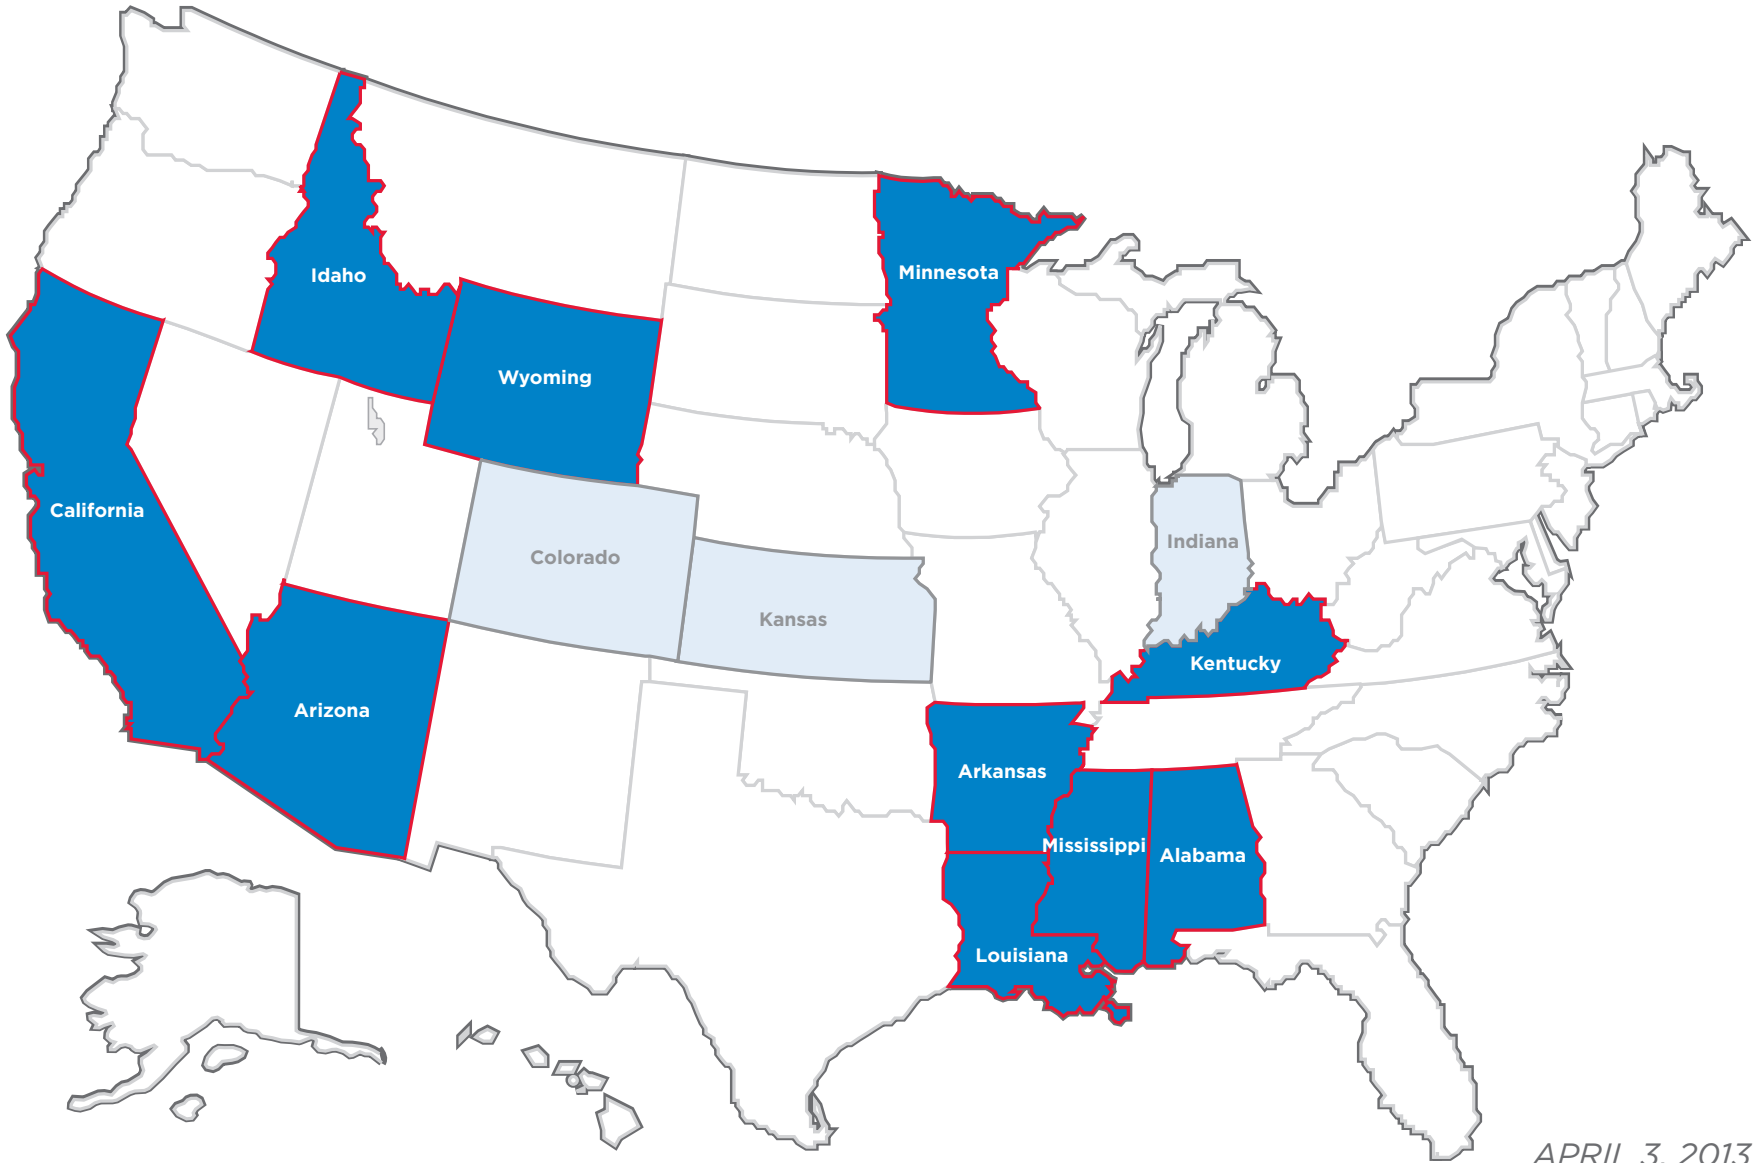 Idaho
Minnesota
Wyoming
California
Colorado
Indiana
Kansas
Kentucky
Arizona
Arkansas
Mississippi
Alabama
Louisiana
APRIL 3, 2013